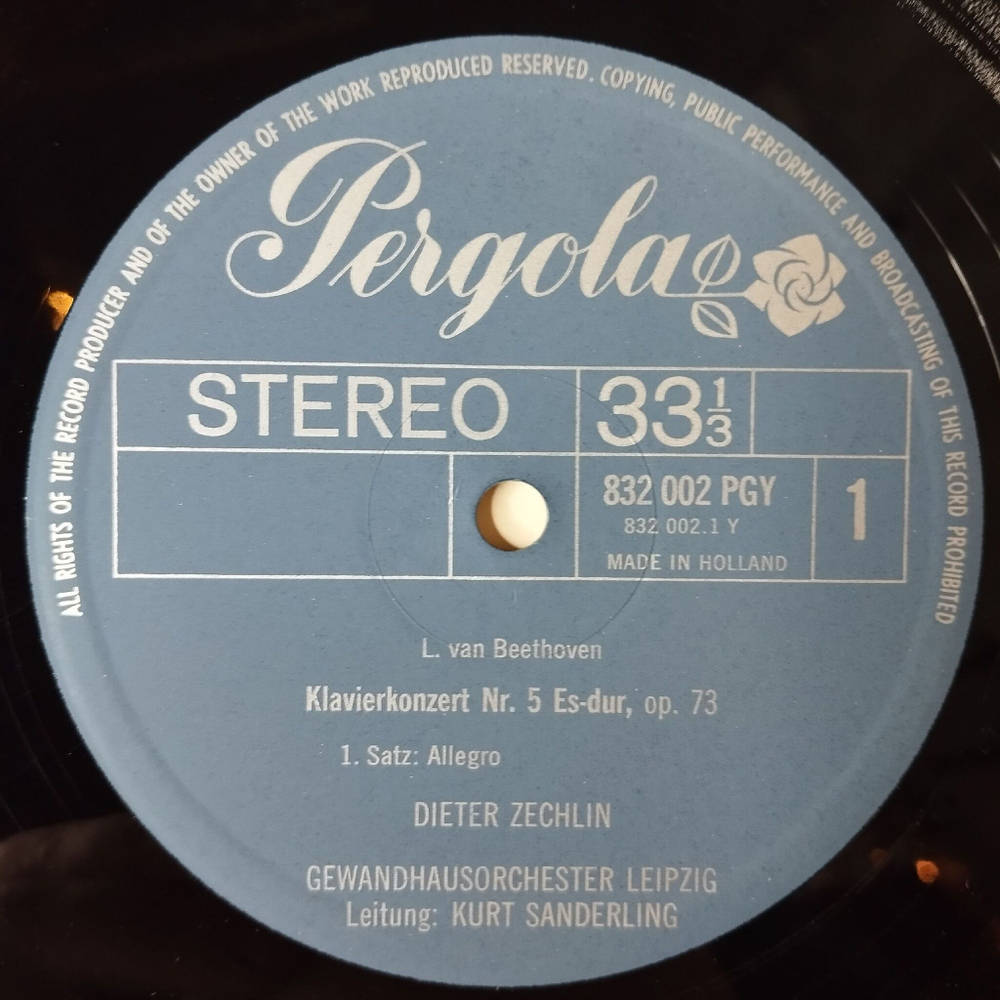 ALL RIGHTS OF THE RECORD PRODUCER AND OF THE OWNER OF THE WORK REPRODUCED RESERVED. COPYING, PUBLIC PERFORMANCE AND BROADCASTING OF THIS RECORD PROHIBITED
Pergola
STEREO 33 1/3
832 002 PGY 1
832 002.1 Y
MADE IN HOLLAND
L. van Beethoven
Klavierkonzert Nr. 5 Es-dur, op. 73
1. Satz: Allegro
DIETER ZECHLIN
GEWANDHAUSORCHESTER LEIPZIG
Leitung: KURT SANDERLING